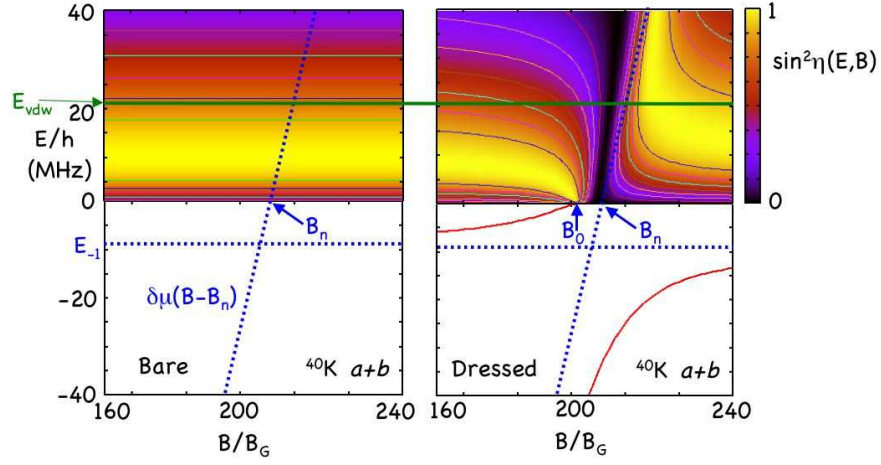 40
E_vdw
20
E/h
(MHz)
0
E_-1
-20
-40
B_n
δμ(B-B_n)
Bare
⁴⁰K a+b
160
200
240
B/B_G
B_0
B_n
Dressed
⁴⁰K a+b
160
200
240
B/B_G
1
sin²η(E,B)
0